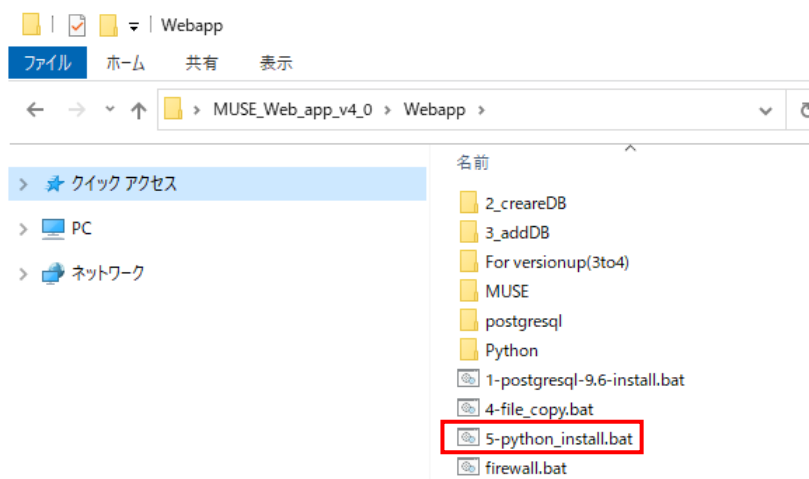 Webapp
ファイル ホーム 共有 表示
MUSE_Web_app_v4_0 > Webapp >
名前
クイック アクセス
PC
ネットワーク
2_creareDB
3_addDB
For versionup(3to4)
MUSE
postgresql
Python
1-postgresql-9.6-install.bat
4-file_copy.bat
5-python_install.bat
firewall.bat